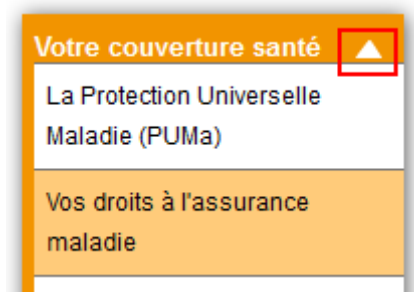 Votre couverture santé
La Protection Universelle
Maladie (PUMa)
Vos droits à l'assurance
maladie